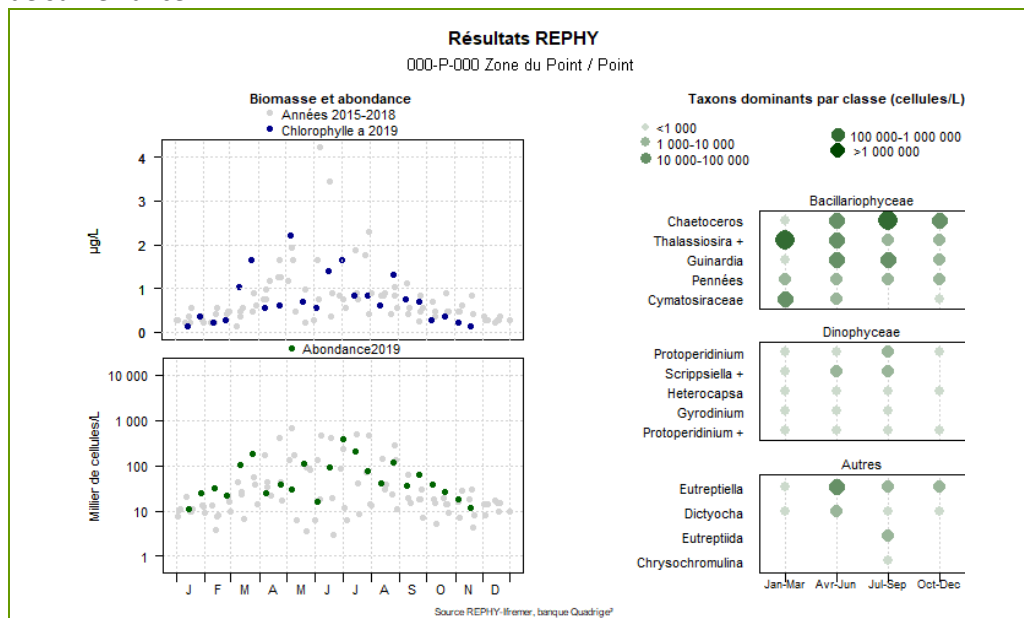 Résultats REPHY
000-P-000 Zone du Point / Point
Biomasse et abondance
Années 2015-2018
Chlorophylle a 2019
µg/L
4
3
2
1
0
Abondance2019
Millier de cellules/L
10 000
1 000
100
10
1
J F M A M J J A S O N D
Taxons dominants par classe (cellules/L)
<1 000
1 000-10 000
10 000-100 000
100 000-1 000 000
>1 000 000
Bacillariophyceae
Chaetoceros
Thalassiosira +
Guinardia
Pennées
Cymatosiraceae
Dinophyceae
Protoperidinium
Scrippsiella +
Heterocapsa
Gyrodinium
Protoperidinium +
Autres
Eutreptiella
Dictyocha
Eutreptiida
Chrysochromulina
Jan-Mar Avr-Jun Jul-Sep Oct-Dec
Source REPHY-Ifremer, banque Quadrige²